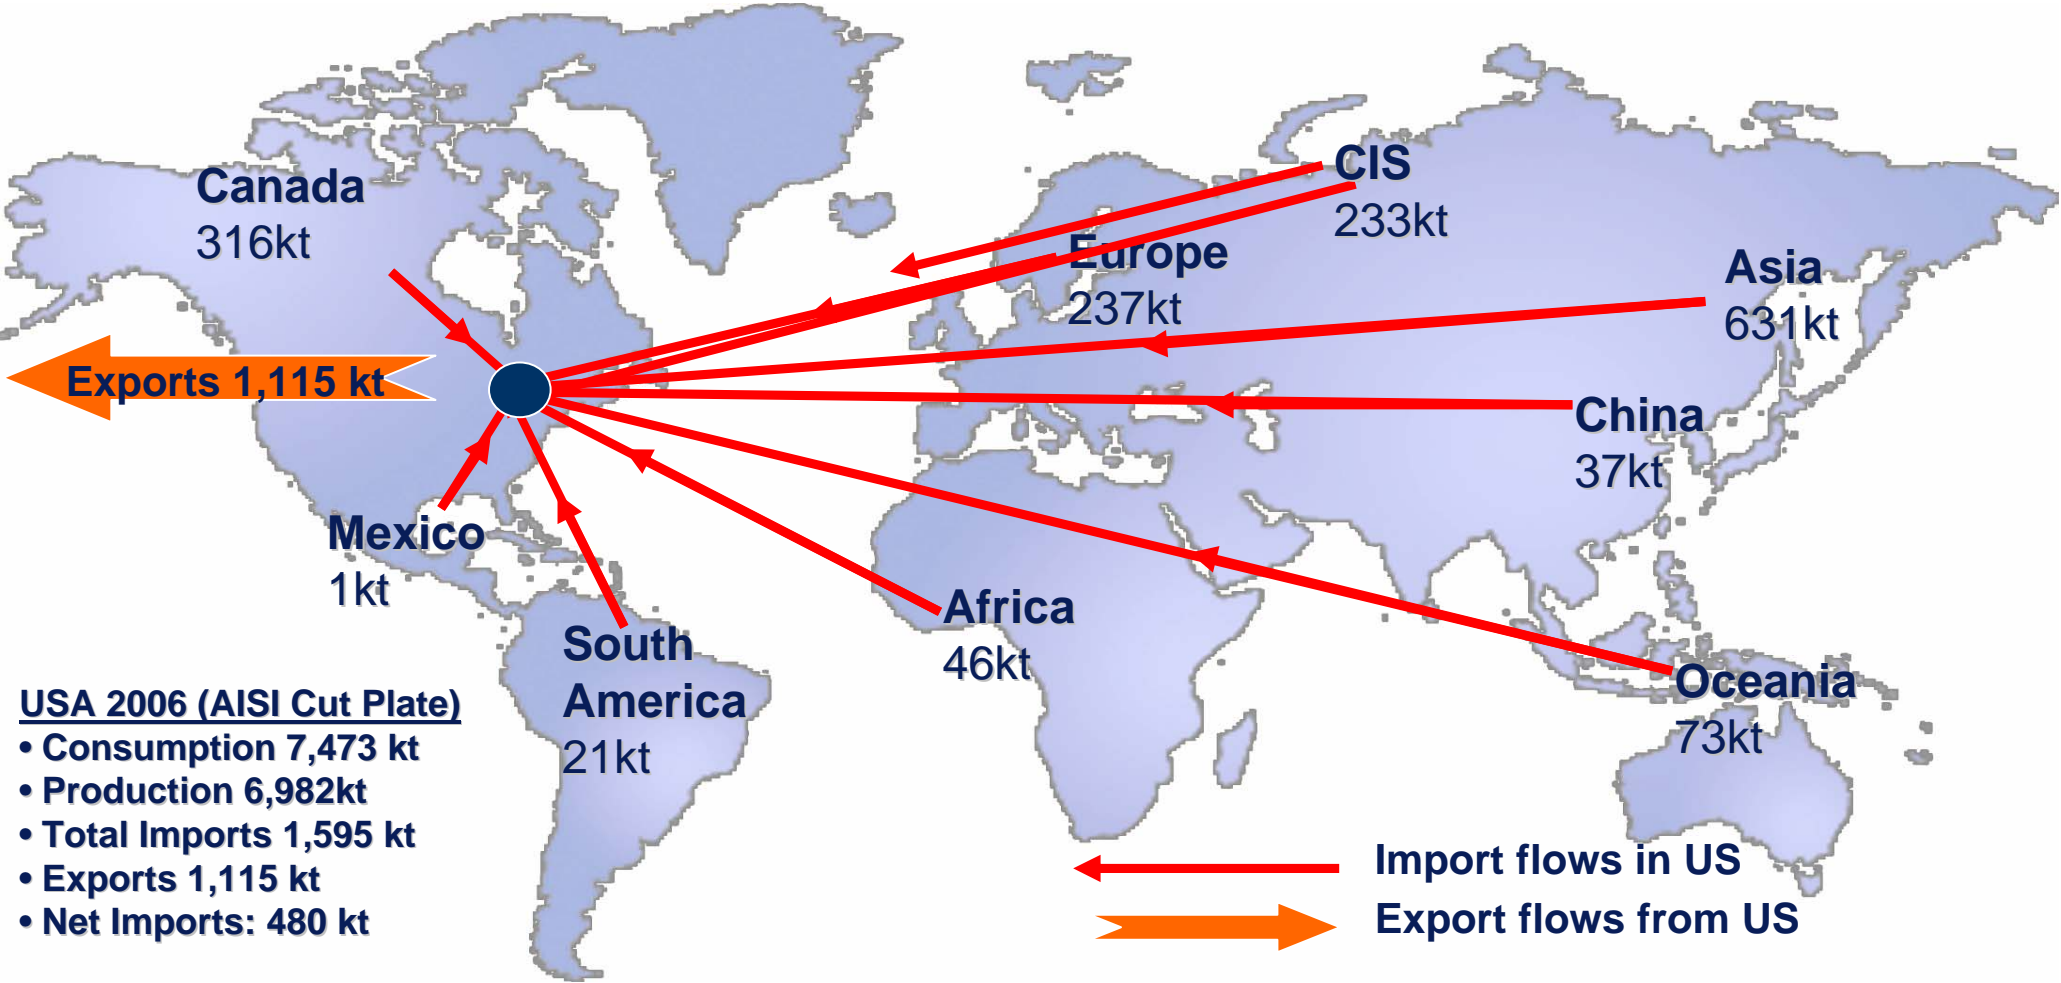 Canada
316kt
CIS
233kt
Europe
237kt
Asia
631kt
Exports 1,115 kt
China
37kt
Mexico
1kt
Africa
46kt
South
America
21kt
Oceania
73kt
USA 2006 (AISI Cut Plate)
• Consumption 7,473 kt
• Production 6,982kt
• Total Imports 1,595 kt
• Exports 1,115 kt
• Net Imports: 480 kt
Import flows in US
Export flows from US